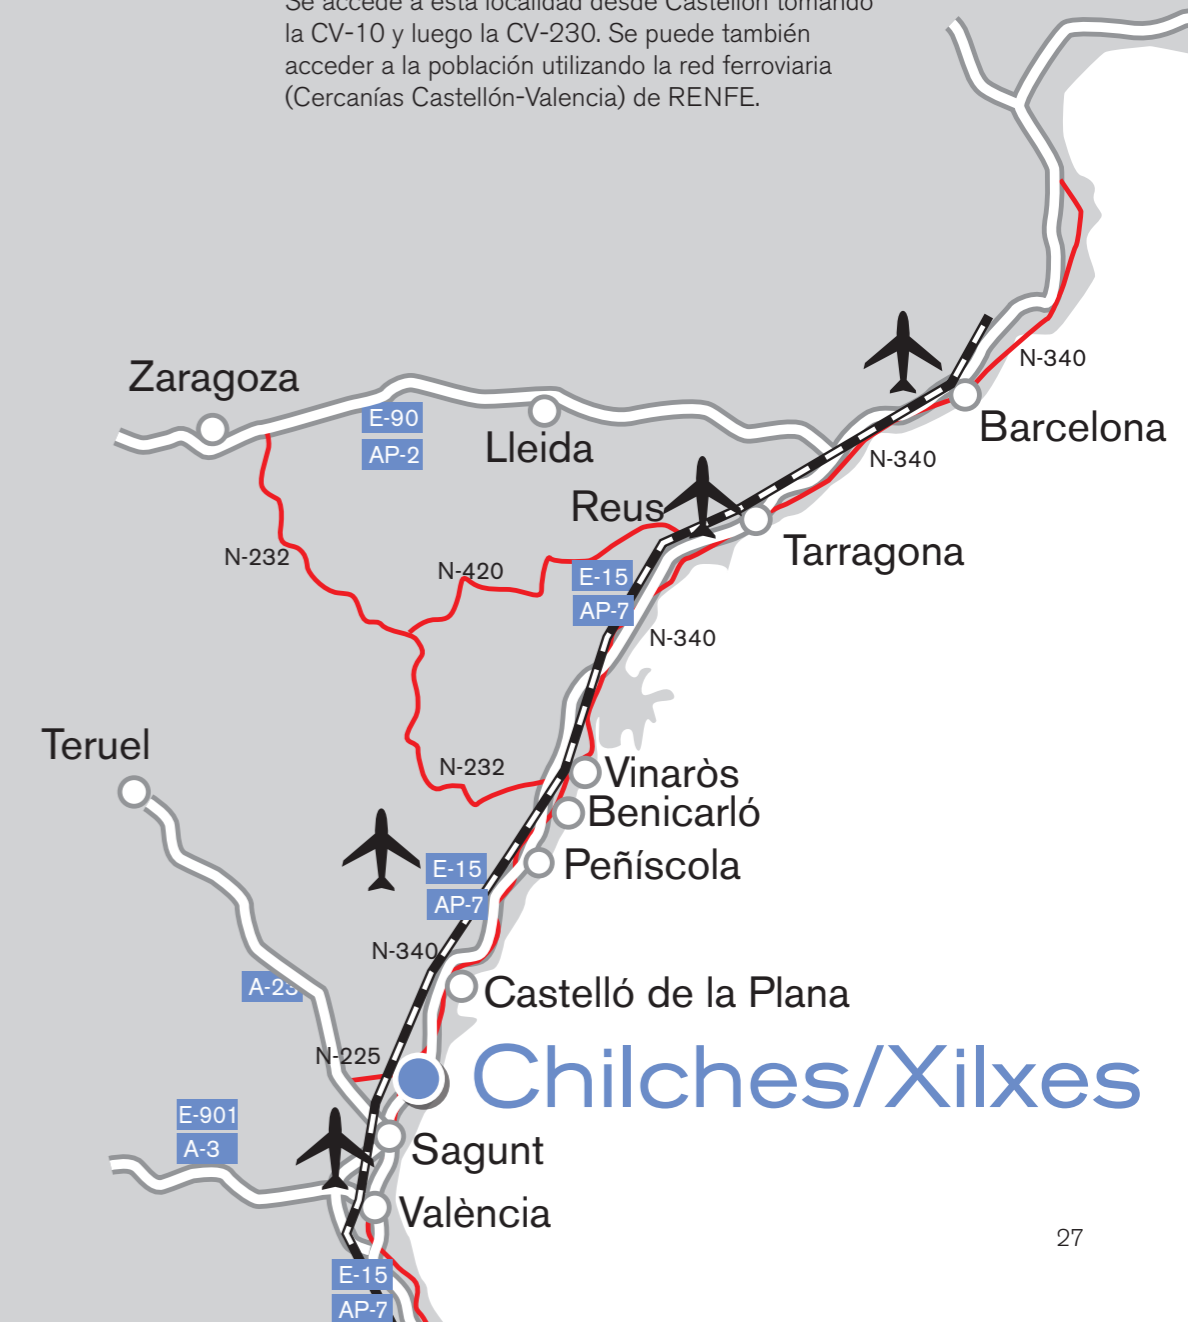 Se accede a esta localidad desde Castellón tomando
la CV-10 y luego la CV-230. Se puede también
acceder a la población utilizando la red ferroviaria
(Cercanías Castellón-Valencia) de RENFE.
N-340
Zaragoza
E-90
AP-2
Lleida
Barcelona
N-340
Reus
Tarragona
N-232
N-420
E-15
AP-7
N-340
Teruel
N-232
Vinaròs
Benicarló
Peñíscola
E-15
AP-7
N-340
A-23
Castelló de la Plana
N-225
Chilches/Xilxes
E-901
A-3
Sagunt
València
27
E-15
AP-7